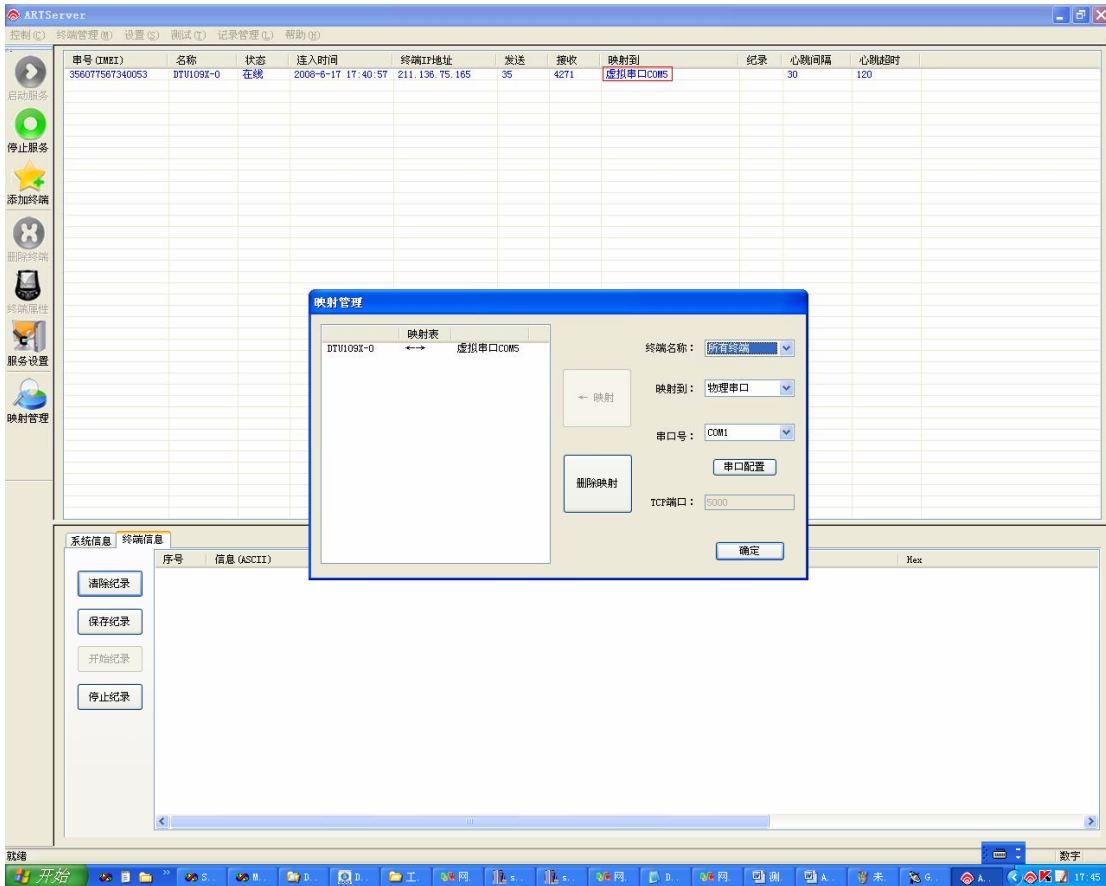 ARTServer
控制(C) 终端管理(M) 设置(S) 调试(T) 记录管理(L) 帮助(H)
串号(IMEI) 名称 状态 连入时间 终端IP地址 发送 接收 映射到 纪录 心跳间隔 心跳超时
356077567340053 DTU109X-0 在线 2008-6-17 17:40:57 211.136.75.165 35 4271 虚拟串口COM5 30 120
启动服务
停止服务
添加终端
删除终端
终端属性
服务设置
映射管理
映射管理
映射表
DTU109X-0 ←→ 虚拟串口COM5
← 映射
删除映射
终端名称： 所有终端
映射到： 物理串口
串口号： COM1
串口配置
TCP端口： 5000
确定
系统信息 终端信息
序号 信息(ASCII) Hex
清除纪录
保存纪录
开始纪录
停止纪录
就绪 数字
开始 S.. M.. D.. D.. 工.. 网.. s.. s.. 网.. D.. 网.. 测.. A.. 未.. G.. A.. 17:45